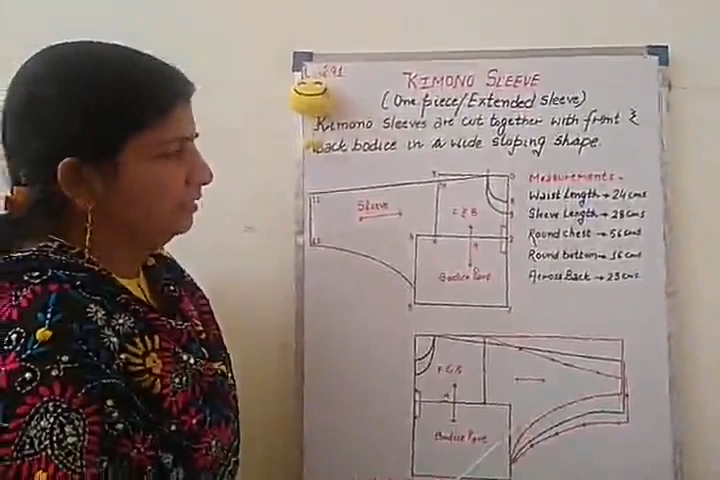 KIMONO SLEEVE
(One piece/Extended sleeve)
Kimono sleeves are cut together with front &
back bodice in a wide sloping shape.
Measurements -
Waist Length → 24 cms
Sleeve Length → 28 cms
Round chest → 56 cms
Round bottom → 16 cms
Across Back → 23 cms
Sleeve
Bodice Part
Bodice Part